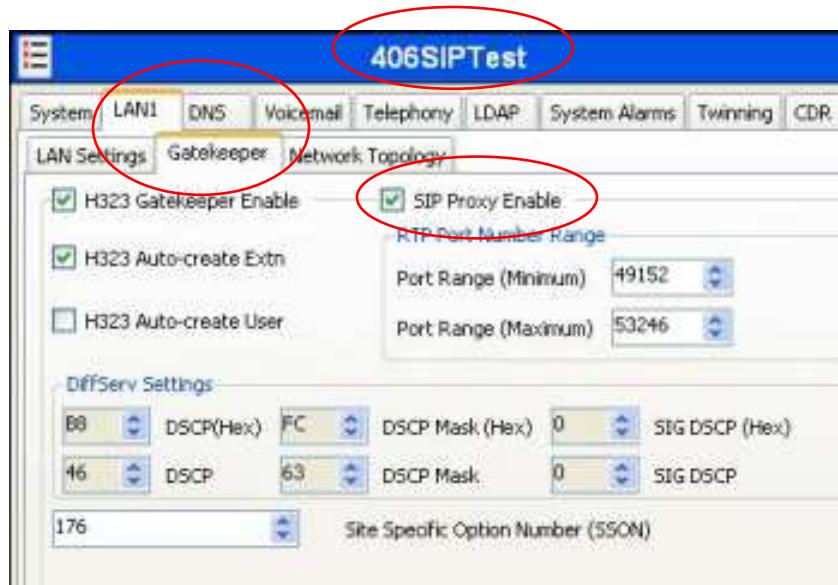 406SIPTest
System LAN1 DNS Voicemail Telephony LDAP System Alarms Twinning CDR
LAN Settings Gatekeeper Network Topology
H323 Gatekeeper Enable SIP Proxy Enable
RTP Port Number Range
H323 Auto-create Extn
Port Range (Minimum) 49152
H323 Auto-create User
Port Range (Maximum) 53246
DiffServ Settings
B8 DSCP(Hex) FC DSCP Mask (Hex) 0 SIG DSCP (Hex)
46 DSCP 63 DSCP Mask 0 SIG DSCP
176 Site Specific Option Number (SSON)